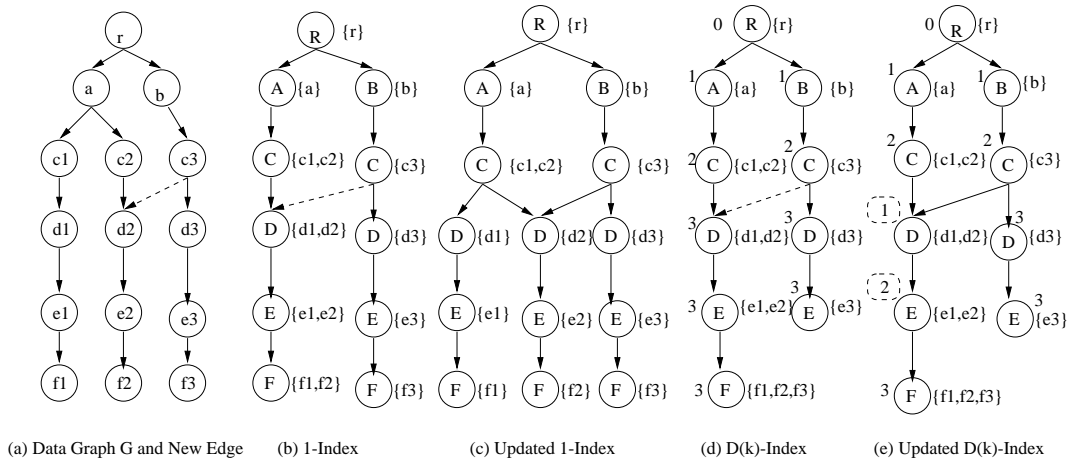 r
a
b
c1
c2
c3
d1
d2
d3
e1
e2
e3
f1
f2
f3
(a) Data Graph G and New Edge
R {r}
A {a}
B {b}
C {c1,c2}
C {c3}
D {d1,d2}
D {d3}
E {e1,e2}
E {e3}
F {f1,f2}
F {f3}
(b) 1-Index
R {r}
A {a}
B {b}
C {c1,c2}
C {c3}
D {d1}
D {d2}
D {d3}
E {e1}
E {e2}
E {e3}
F {f1}
F {f2}
F {f3}
(c) Updated 1-Index
0 R {r}
1 A {a}
1 B {b}
2 C {c1,c2}
2 C {c3}
3 D {d1,d2}
3 D {d3}
3 E {e1,e2}
3 E {e3}
3 F {f1,f2,f3}
(d) D(k)-Index
0 R {r}
1 A {a}
1 B {b}
2 C {c1,c2}
2 C {c3}
1 D {d1,d2}
3 D {d3}
2 E {e1,e2}
3 E {e3}
3 F {f1,f2,f3}
(e) Updated D(k)-Index